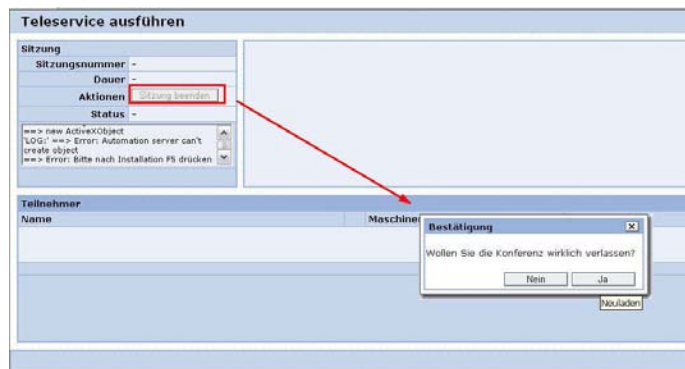 Teleservice ausführen
Sitzung
Sitzungsnummer -
Dauer -
Aktionen Sitzung beenden
Status -
==> new ActiveXObject
'LOG:' ==> Error: Automation server can't
create object
==> Error: Bitte nach Installation F5 drücken
Teilnehmer
Name
Bestätigung
Wollen Sie die Konferenz wirklich verlassen?
Nein Ja
Neuladen